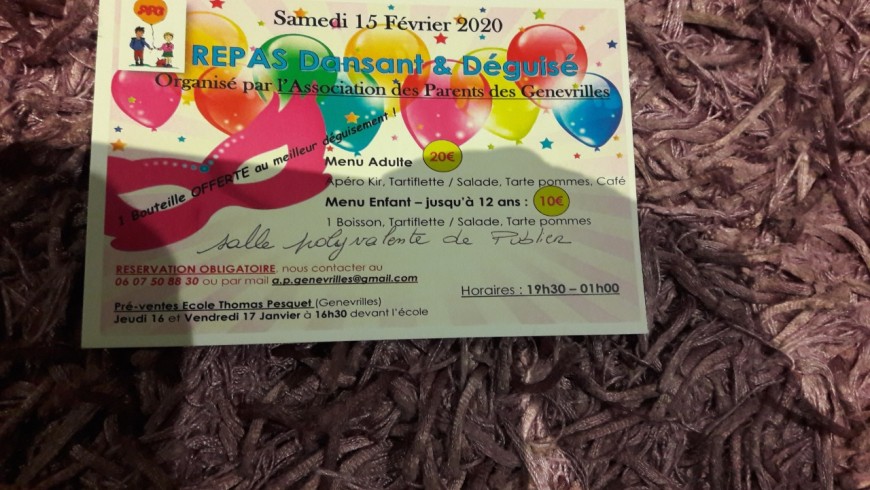 Samedi 15 Février 2020
REPAS Dansant & Déguisé
Organisé par l'Association des Parents des Genevrilles
1 Bouteille OFFERTE au meilleur déguisement !
Menu Adulte 20€
Apéro Kir, Tartiflette / Salade, Tarte pommes, Café
Menu Enfant – jusqu'à 12 ans : 10€
1 Boisson, Tartiflette / Salade, Tarte pommes
salle polyvalente de Publier
RESERVATION OBLIGATOIRE, nous contacter au
06 07 50 88 30 ou par mail a.p.genevrilles@gmail.com
Horaires : 19h30 – 01h00
Pré-ventes Ecole Thomas Pesquet (Genevrilles)
Jeudi 16 et Vendredi 17 Janvier à 16h30 devant l'école